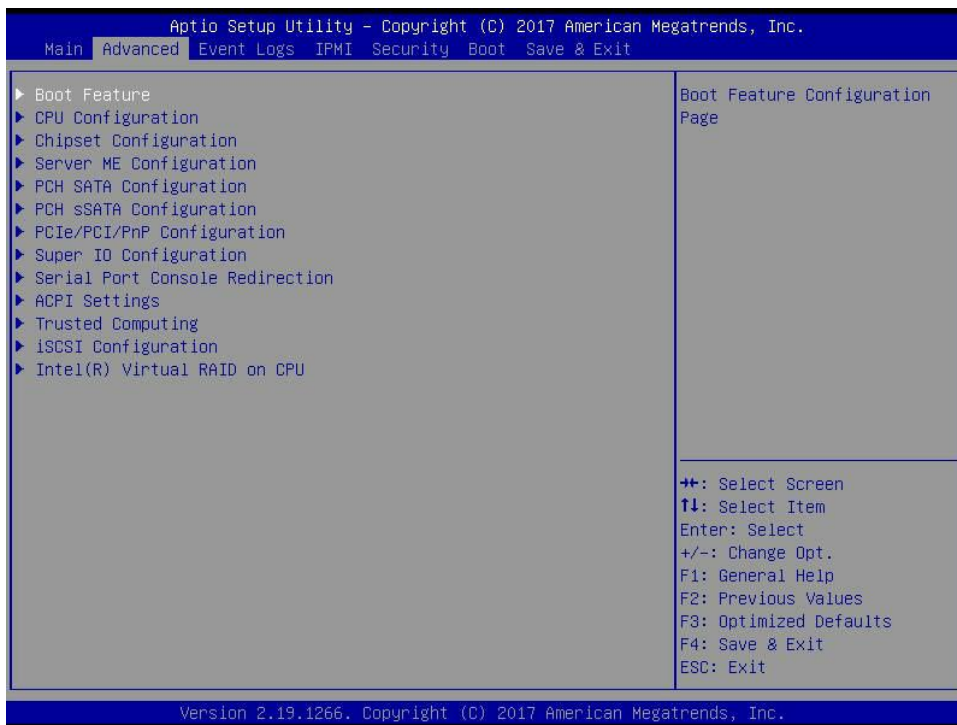 Aptio Setup Utility – Copyright (C) 2017 American Megatrends, Inc.
Main Advanced Event Logs IPMI Security Boot Save & Exit
▶ Boot Feature
▶ CPU Configuration
▶ Chipset Configuration
▶ Server ME Configuration
▶ PCH SATA Configuration
▶ PCH sSATA Configuration
▶ PCIe/PCI/PnP Configuration
▶ Super IO Configuration
▶ Serial Port Console Redirection
▶ ACPI Settings
▶ Trusted Computing
▶ iSCSI Configuration
▶ Intel(R) Virtual RAID on CPU
Boot Feature Configuration
Page
→←: Select Screen
↑↓: Select Item
Enter: Select
+/-: Change Opt.
F1: General Help
F2: Previous Values
F3: Optimized Defaults
F4: Save & Exit
ESC: Exit
Version 2.19.1266. Copyright (C) 2017 American Megatrends, Inc.